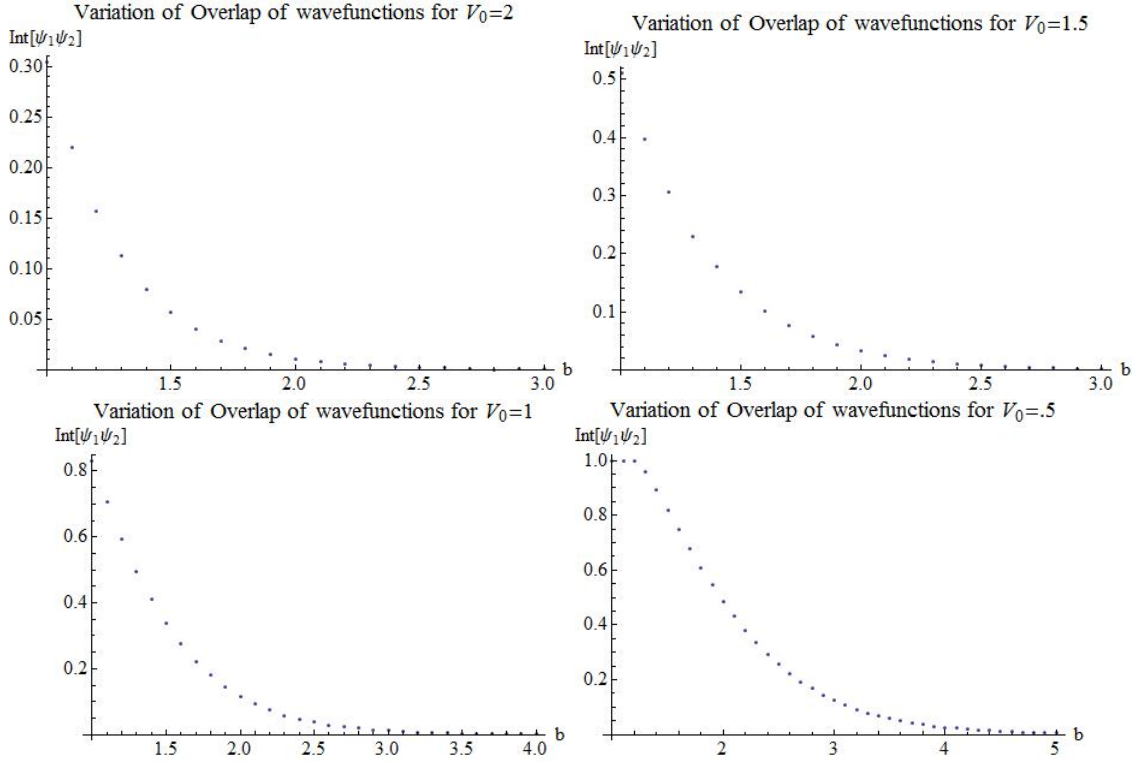 Variation of Overlap of wavefunctions for V₀=2
Int[ψ₁ψ₂]
0.30
0.25
0.20
0.15
0.10
0.05
1.5 2.0 2.5 3.0 b
Variation of Overlap of wavefunctions for V₀=1.5
Int[ψ₁ψ₂]
0.5
0.4
0.3
0.2
0.1
1.5 2.0 2.5 3.0 b
Variation of Overlap of wavefunctions for V₀=1
Int[ψ₁ψ₂]
0.8
0.6
0.4
0.2
1.5 2.0 2.5 3.0 3.5 4.0 b
Variation of Overlap of wavefunctions for V₀=.5
Int[ψ₁ψ₂]
1.0
0.8
0.6
0.4
0.2
2 3 4 5 b